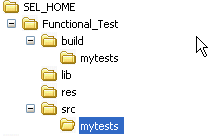 SEL_HOME
Functional_Test
build
mytests
lib
res
src
mytests